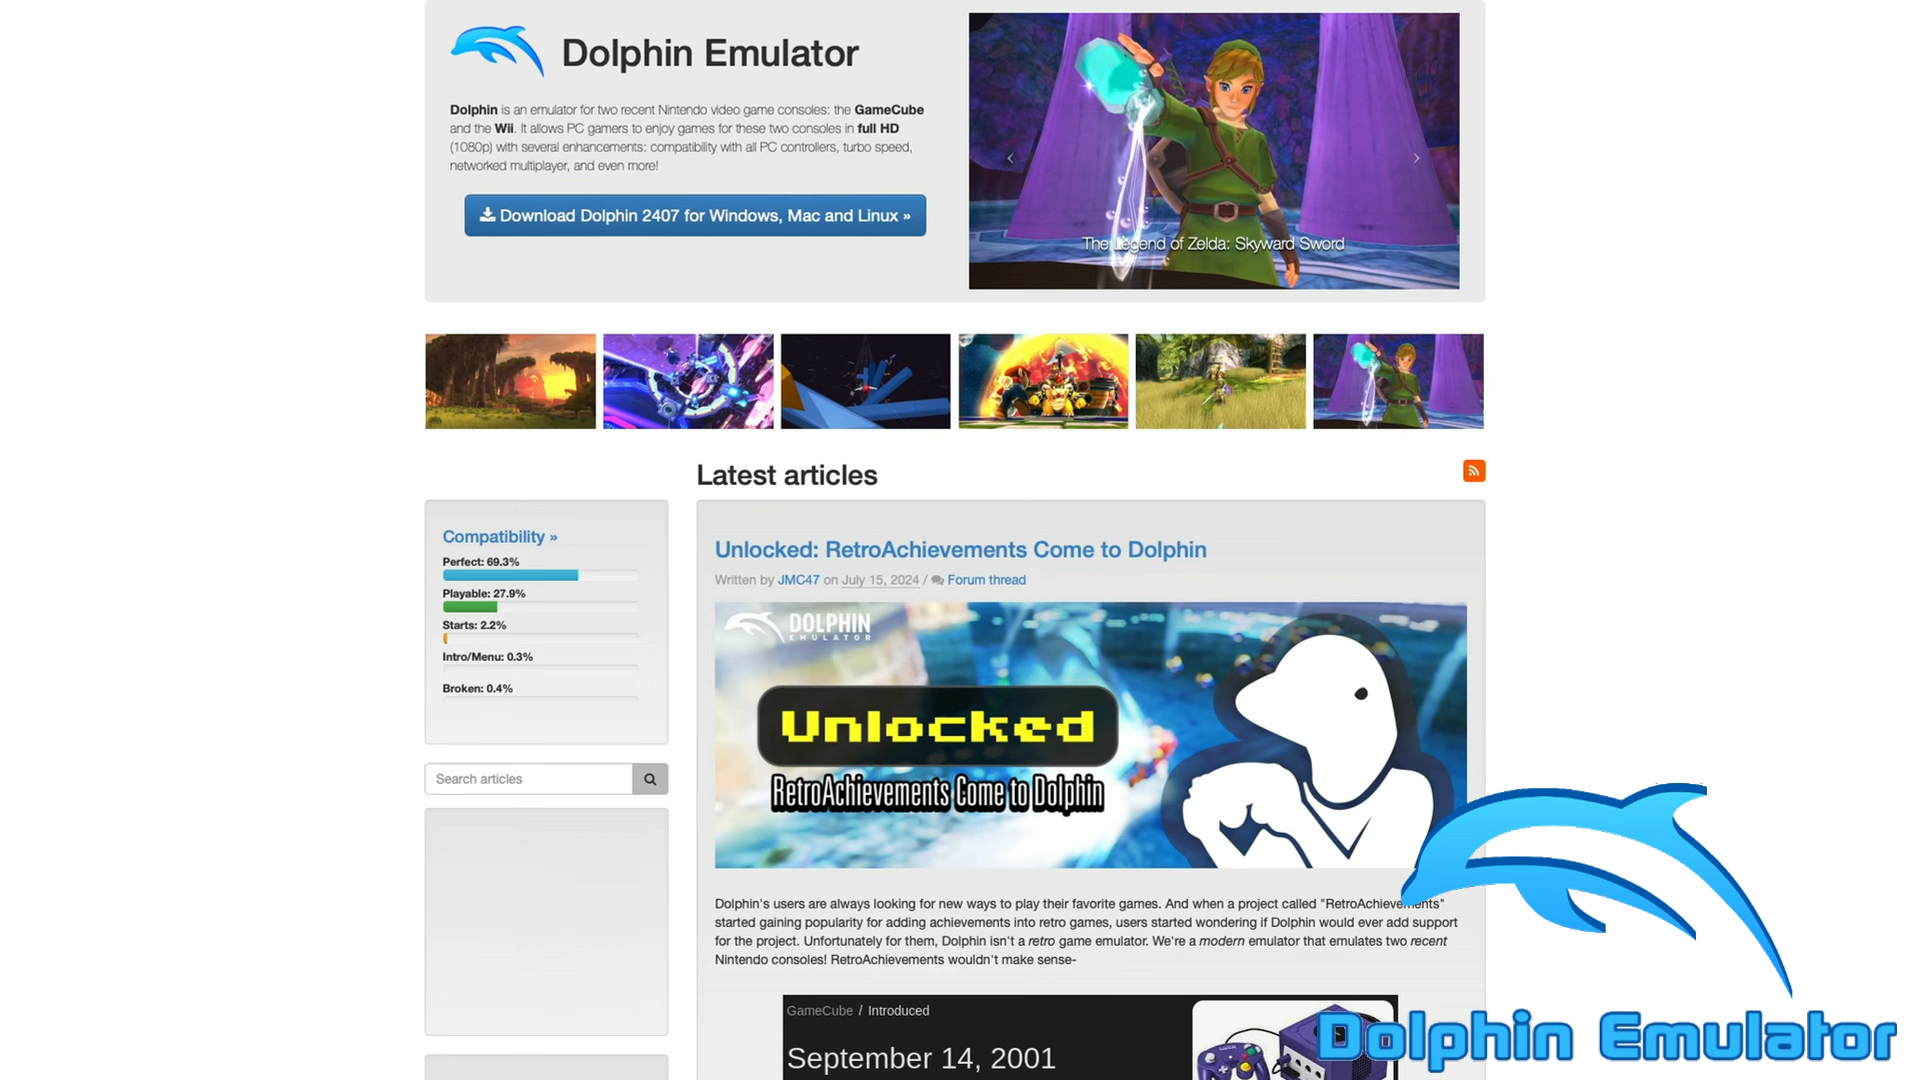 Dolphin Emulator
Dolphin is an emulator for two recent Nintendo video game consoles: the GameCube
and the Wii. It allows PC gamers to enjoy games for these two consoles in full HD
(1080p) with several enhancements: compatibility with all PC controllers, turbo speed,
networked multiplayer, and even more!
Download Dolphin 2407 for Windows, Mac and Linux »
The Legend of Zelda: Skyward Sword
Latest articles
Compatibility »
Perfect: 69.3%
Playable: 27.9%
Starts: 2.2%
Intro/Menu: 0.3%
Broken: 0.4%
Search articles
Unlocked: RetroAchievements Come to Dolphin
Written by JMC47 on July 15, 2024 / Forum thread
DOLPHIN
EMULATOR
Unlocked
RetroAchievements Come to Dolphin
Dolphin's users are always looking for new ways to play their favorite games. And when a project called "RetroAchievements"
started gaining popularity for adding achievements into retro games, users started wondering if Dolphin would ever add support
for the project. Unfortunately for them, Dolphin isn't a retro game emulator. We're a modern emulator that emulates two recent
Nintendo consoles! RetroAchievements wouldn't make sense-
GameCube / Introduced
September 14, 2001
Dolphin Emulator